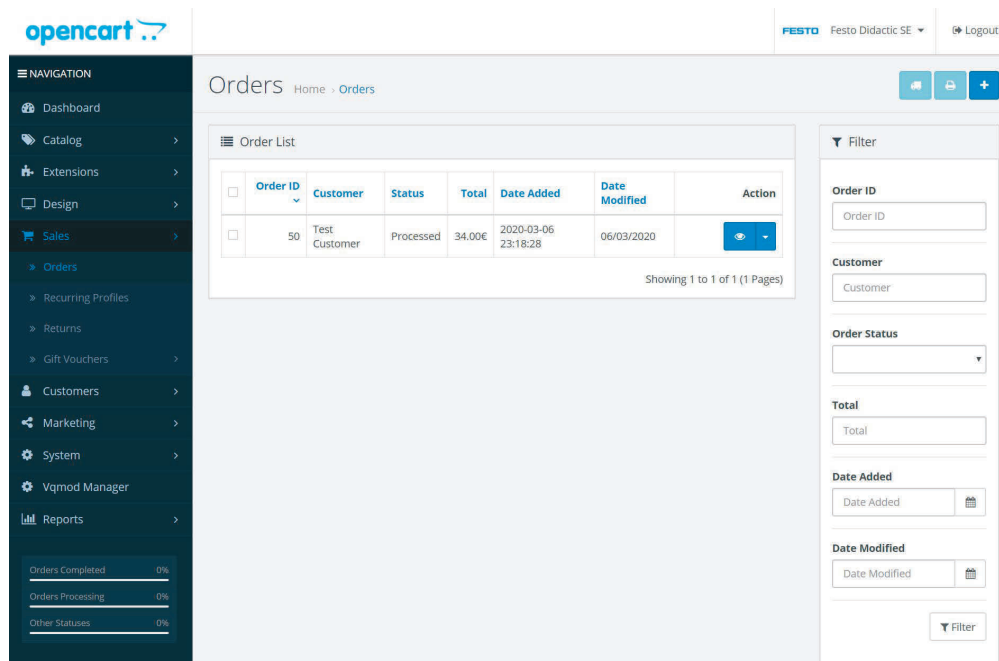 opencart
FESTO Festo Didactic SE
Logout
NAVIGATION
Dashboard
Catalog
Extensions
Design
Sales
Orders
Recurring Profiles
Returns
Gift Vouchers
Customers
Marketing
System
Vqmod Manager
Reports
Orders Completed 0%
Orders Processing 0%
Other Statuses 0%
Orders Home › Orders
Order List
Order ID Customer Status Total Date Added Date Modified Action
50 Test Customer Processed 34.00€ 2020-03-06 23:18:28 06/03/2020
Showing 1 to 1 of 1 (1 Pages)
Filter
Order ID
Order ID
Customer
Customer
Order Status
Total
Total
Date Added
Date Added
Date Modified
Date Modified
Filter